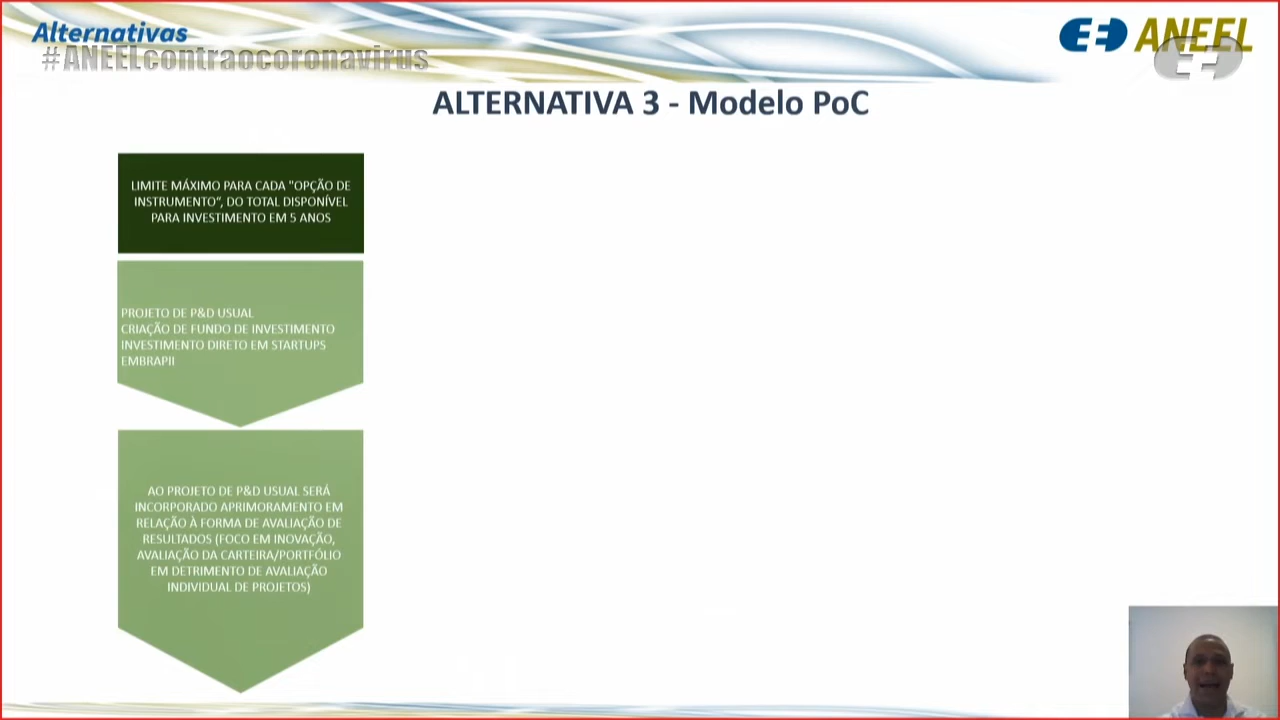 Alternativas
#ANEELcontraocoronavirus
ANEEL
ALTERNATIVA 3 - Modelo PoC
LIMITE MÁXIMO PARA CADA "OPÇÃO DE
INSTRUMENTO", DO TOTAL DISPONÍVEL
PARA INVESTIMENTO EM 5 ANOS
PROJETO DE P&D USUAL
CRIAÇÃO DE FUNDO DE INVESTIMENTO
INVESTIMENTO DIRETO EM STARTUPS
EMBRAPII
AO PROJETO DE P&D USUAL SERÁ
INCORPORADO APRIMORAMENTO EM
RELAÇÃO À FORMA DE AVALIAÇÃO DE
RESULTADOS (FOCO EM INOVAÇÃO,
AVALIAÇÃO DA CARTEIRA/PORTFÓLIO
EM DETRIMENTO DE AVALIAÇÃO
INDIVIDUAL DE PROJETOS)